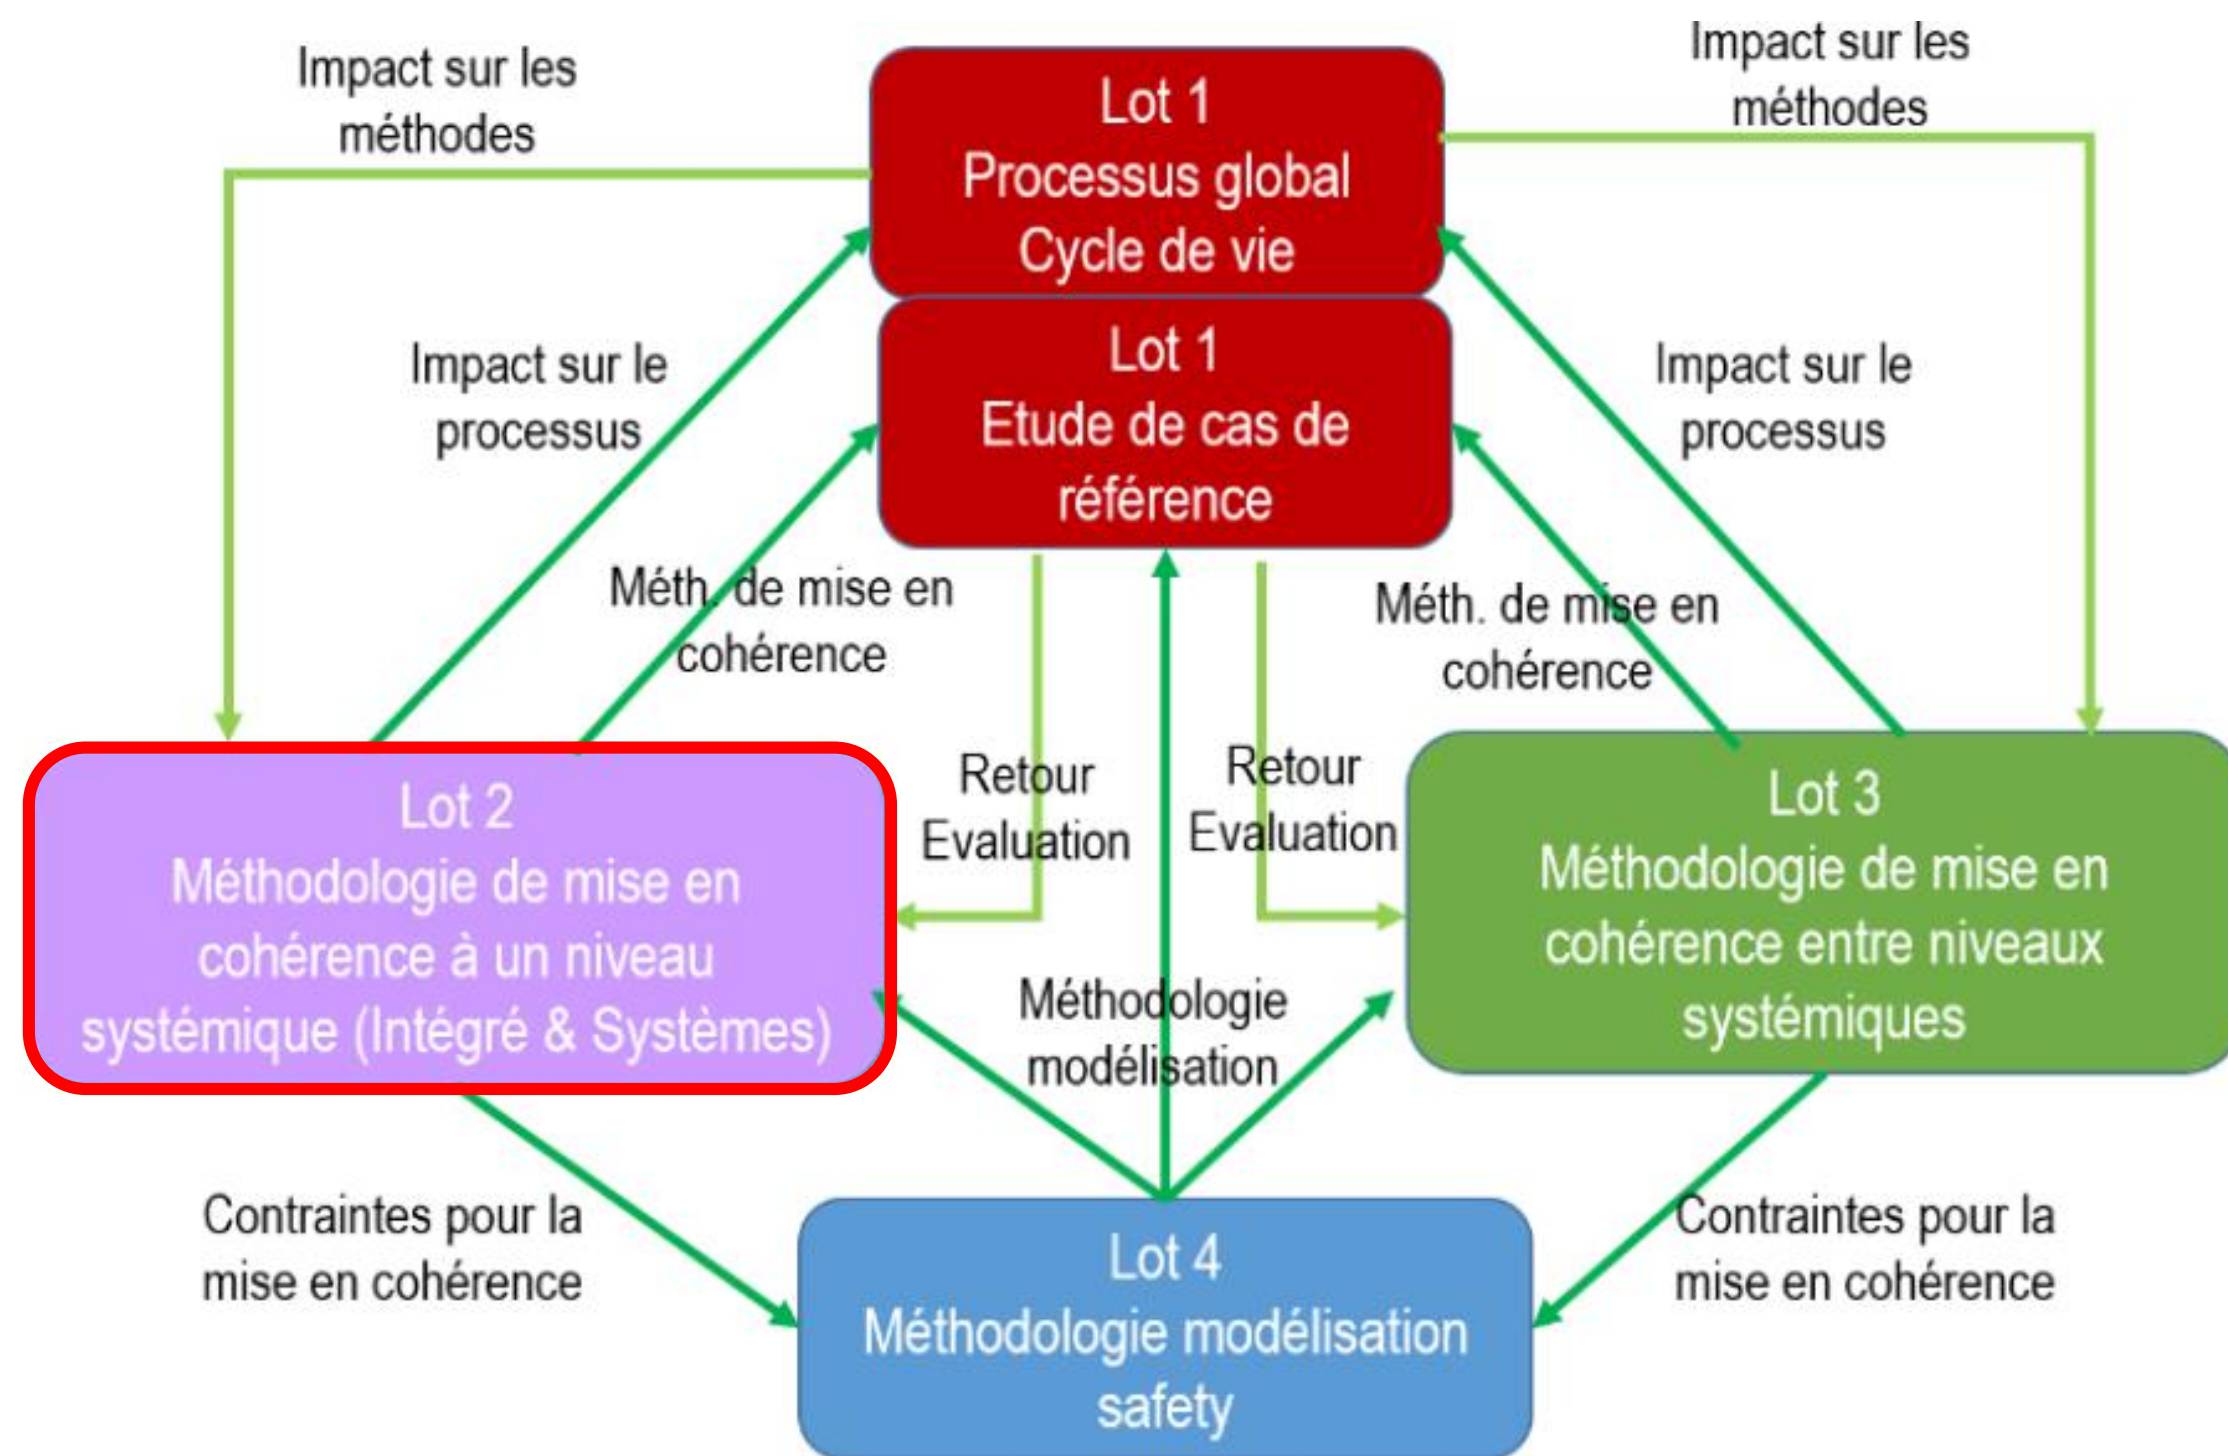 Impact sur les
méthodes
Lot 1
Processus global
Cycle de vie
Impact sur les
méthodes
Impact sur le
processus
Lot 1
Etude de cas de
référence
Impact sur le
processus
Méth. de mise en
cohérence
Méth. de mise en
cohérence
Lot 2
Méthodologie de mise en
cohérence à un niveau
systémique (Intégré & Systèmes)
Retour
Evaluation
Retour
Evaluation
Lot 3
Méthodologie de mise en
cohérence entre niveaux
systémiques
Méthodologie
modélisation
Contraintes pour la
mise en cohérence
Lot 4
Méthodologie modélisation
safety
Contraintes pour la
mise en cohérence